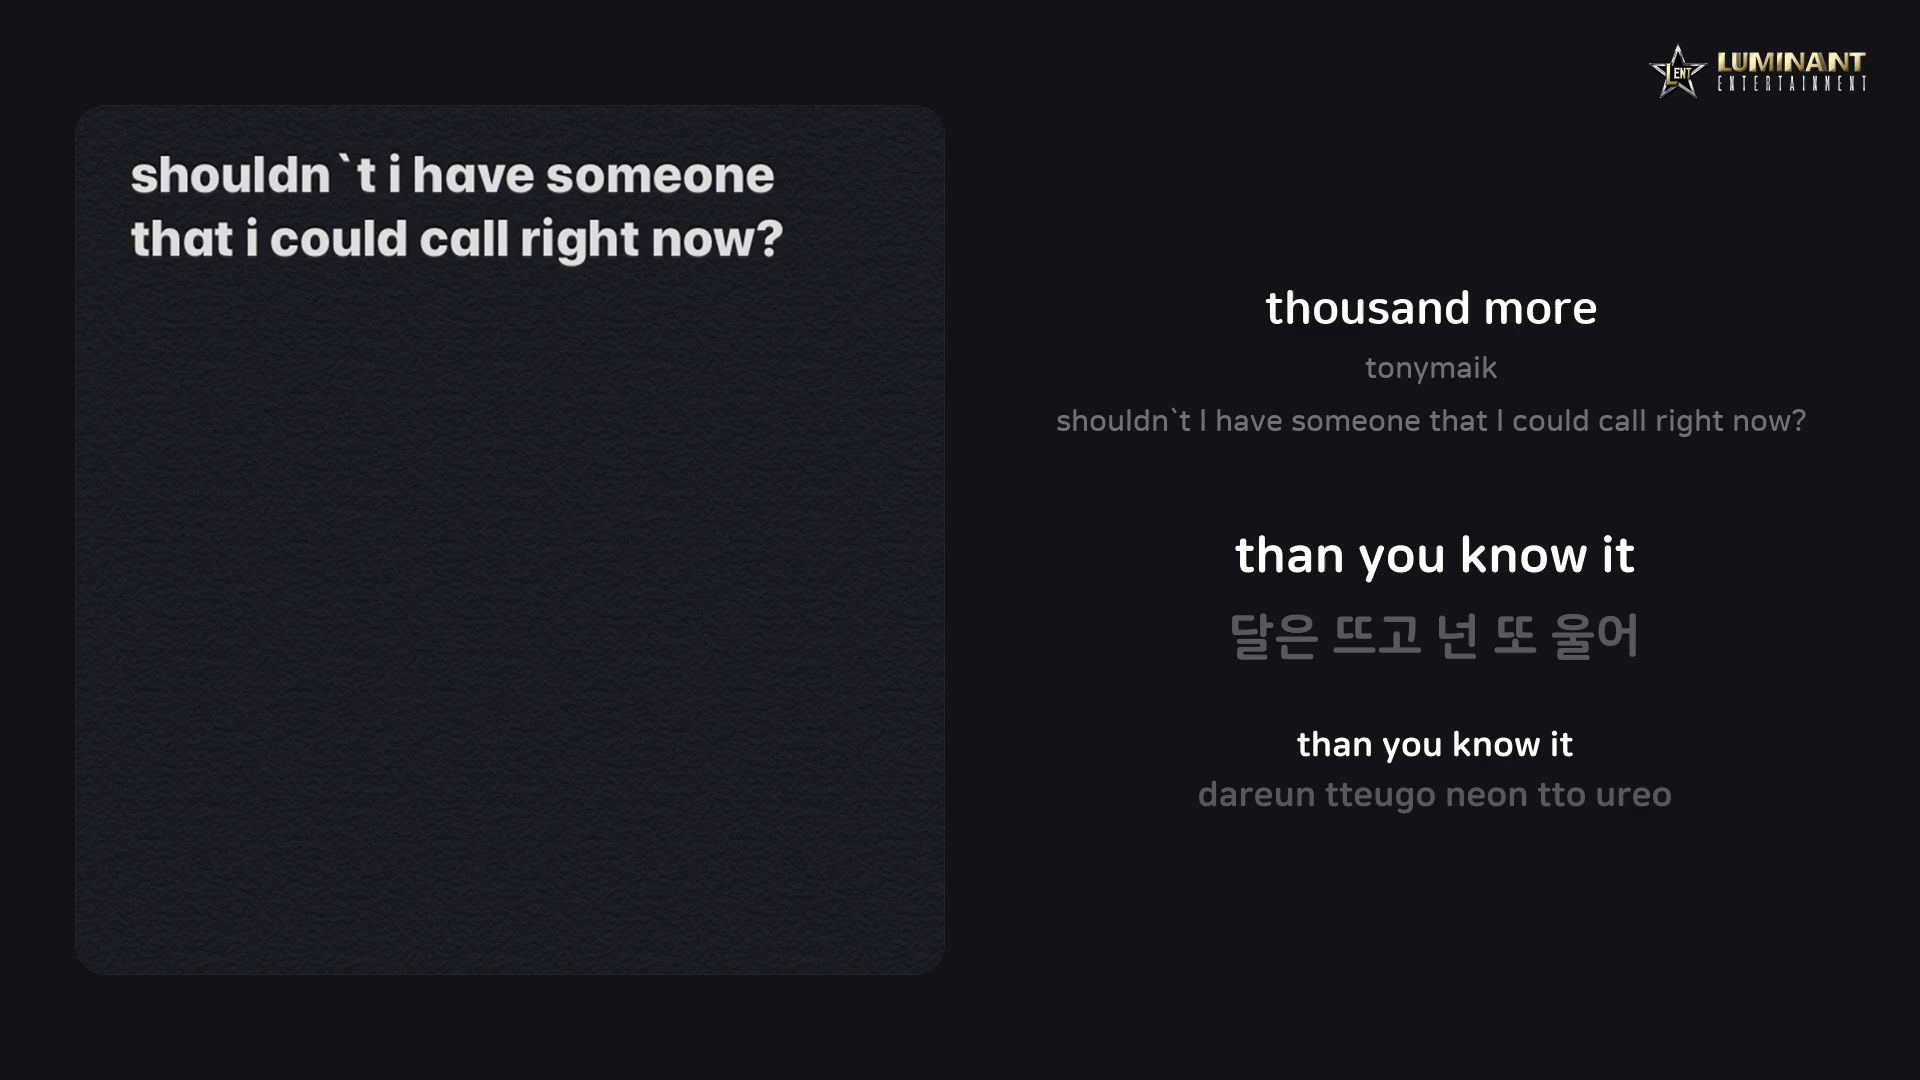 LENT
LUMINANT
ENTERTAINMENT
shouldn`t i have someone
that i could call right now?
thousand more
tonymaik
shouldn`t I have someone that I could call right now?
than you know it
달은 뜨고 넌 또 울어
than you know it
dareun tteugo neon tto ureo